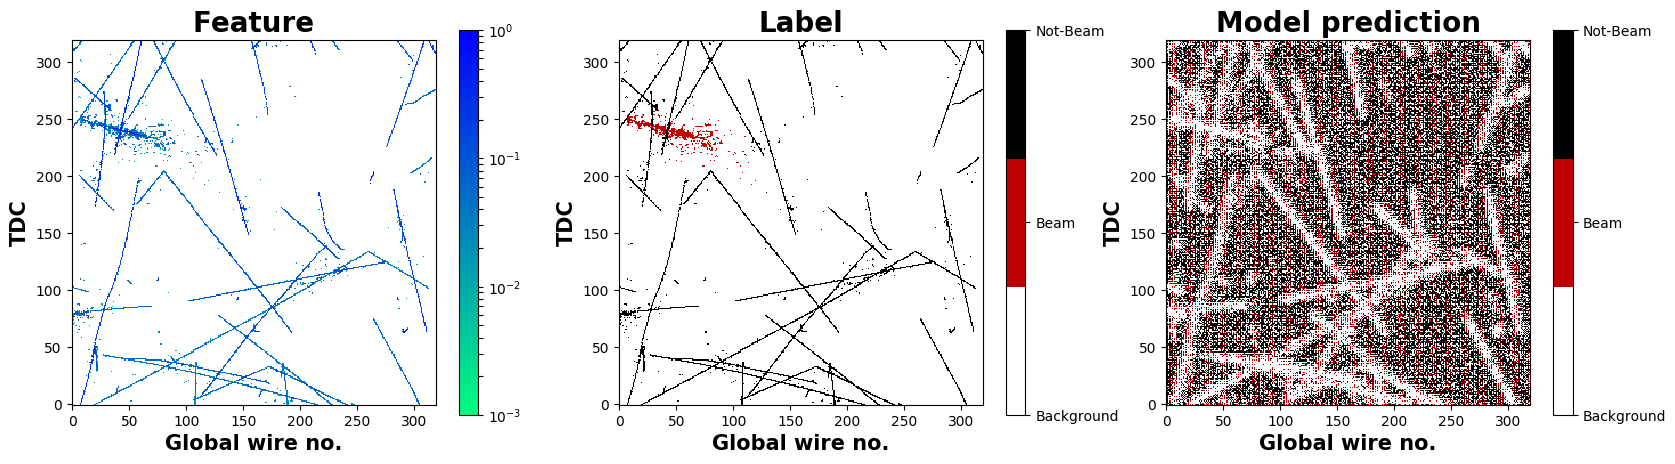 Feature
Label
Model prediction
TDC
300
250
200
150
100
50
0
0 50 100 150 200 250 300
Global wire no.
10^0
10^-1
10^-2
10^-3
TDC
300
250
200
150
100
50
0
0 50 100 150 200 250 300
Global wire no.
Not-Beam
Beam
Background
TDC
300
250
200
150
100
50
0
0 50 100 150 200 250 300
Global wire no.
Not-Beam
Beam
Background